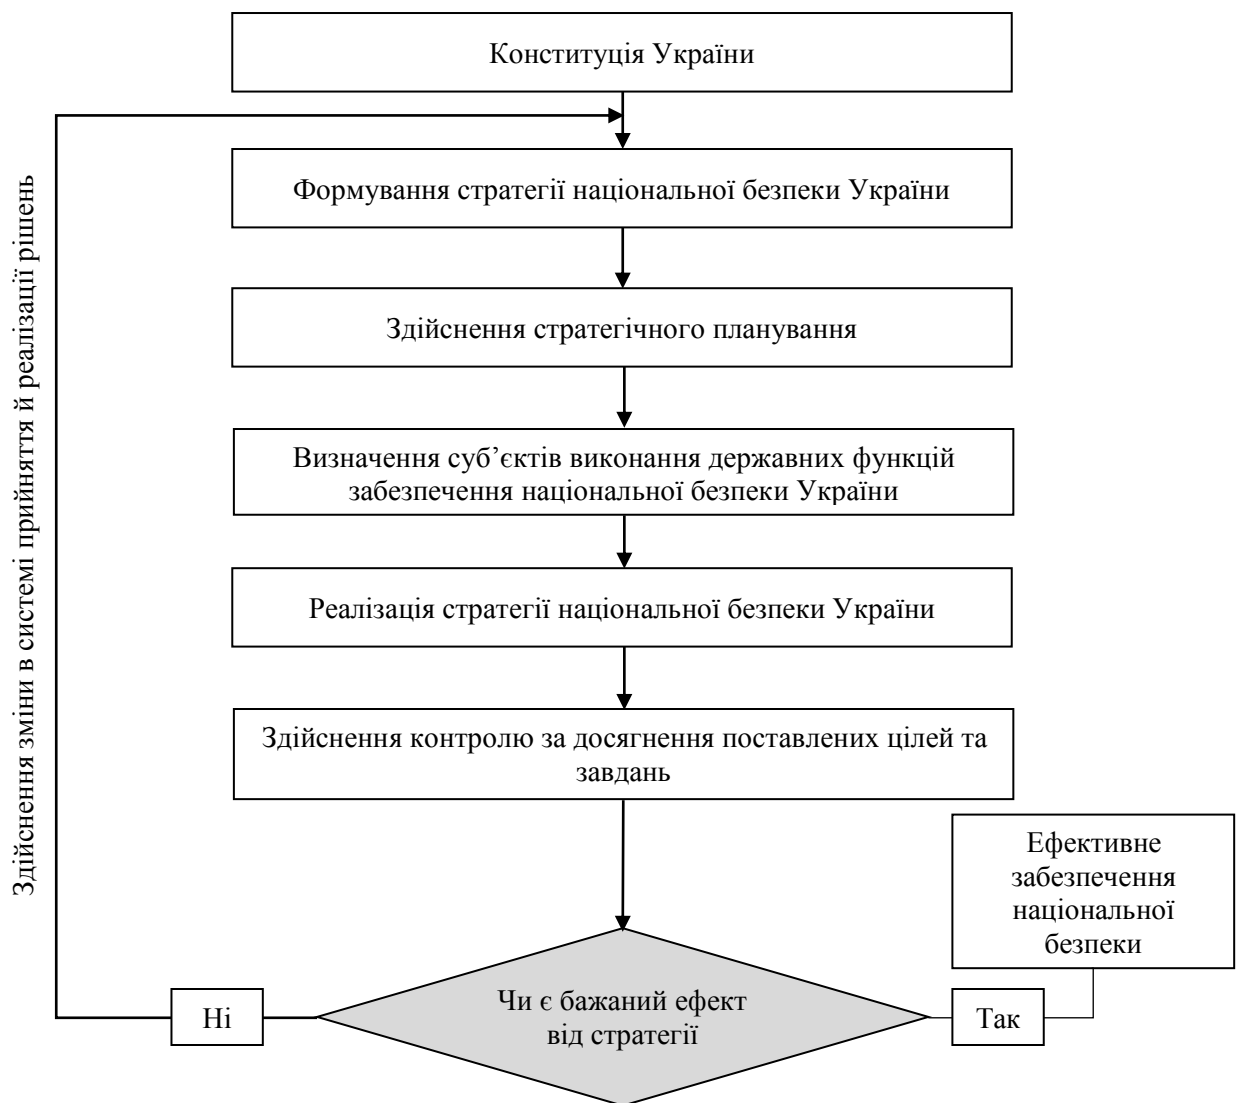 Конституція України
Формування стратегії національної безпеки України
Здійснення стратегічного планування
Визначення суб’єктів виконання державних функцій
забезпечення національної безпеки України
Реалізація стратегії національної безпеки України
Здійснення контролю за досягнення поставлених цілей та
завдань
Ефективне
забезпечення
національної
безпеки
Чи є бажаний ефект
від стратегії
Ні
Так
Здійснення зміни в системі прийняття й реалізації рішень